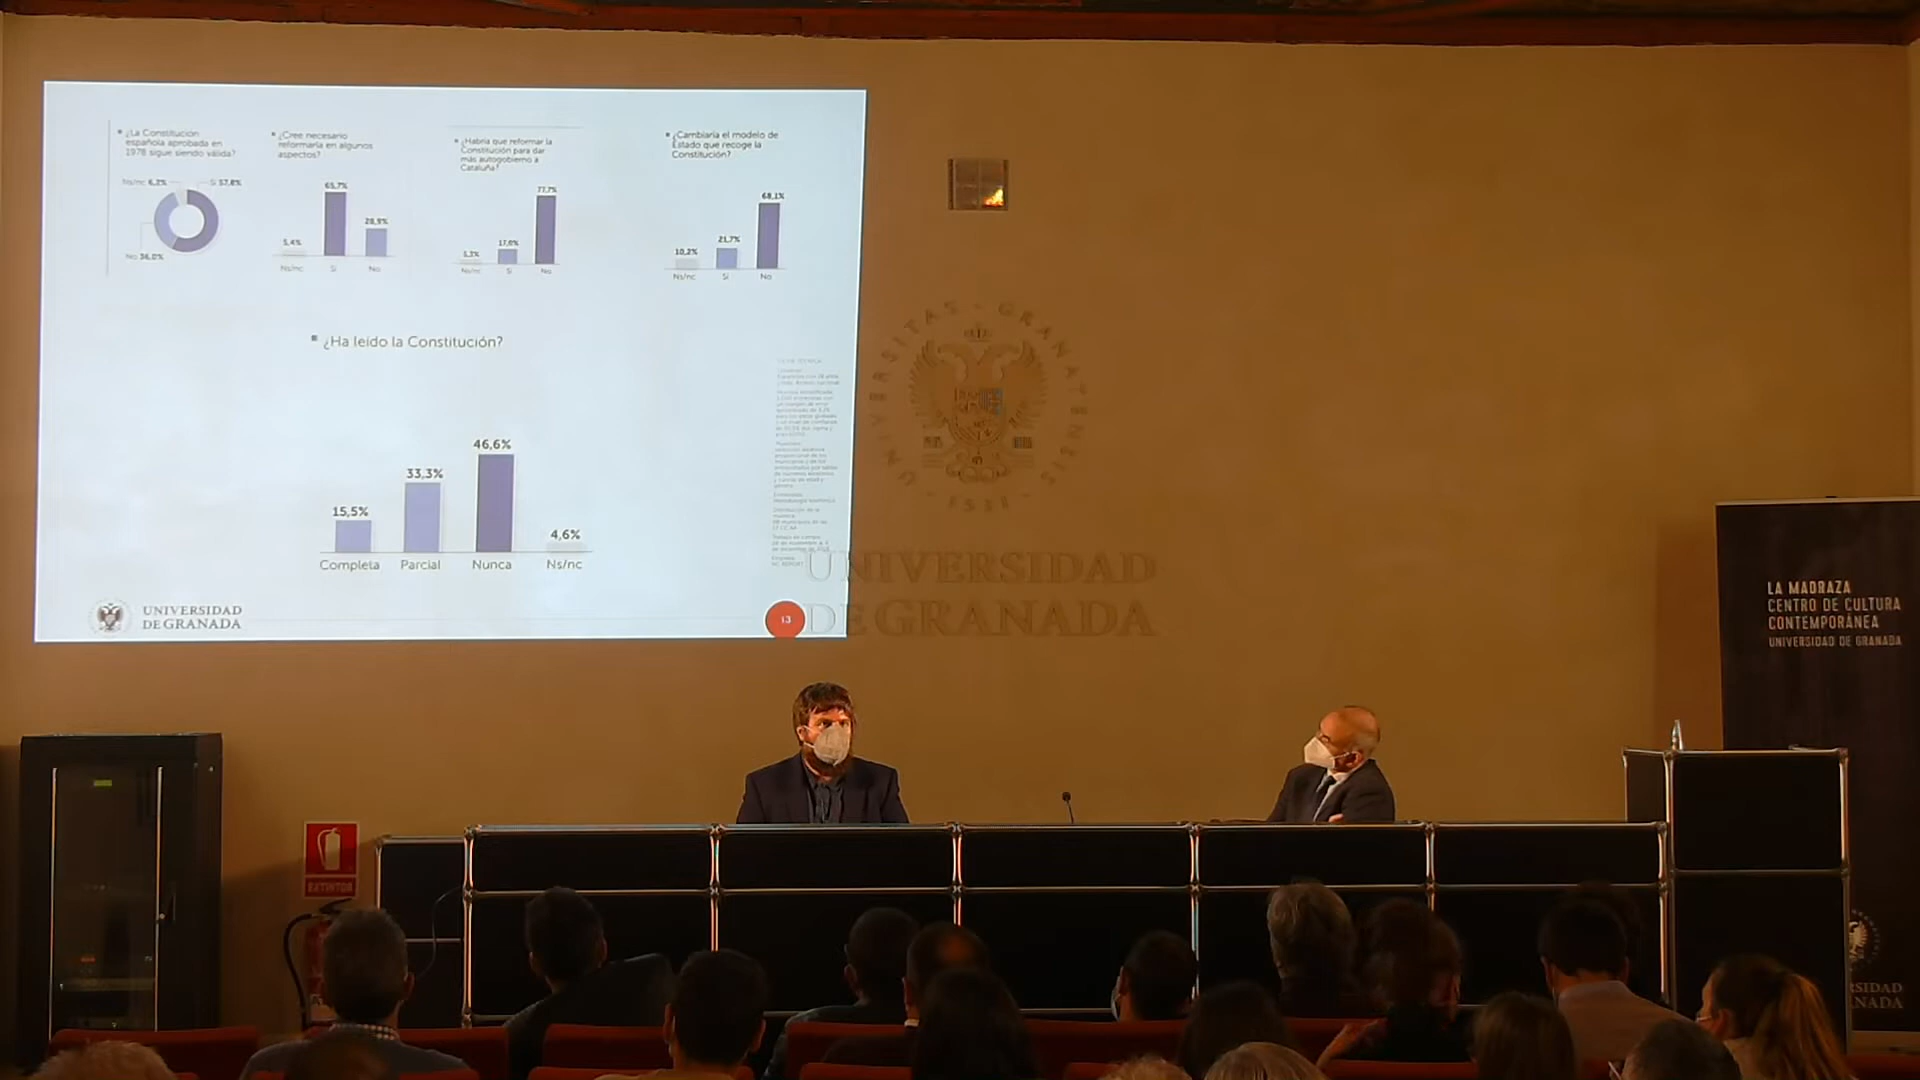 ¿La Constitución
española aprobada en
1978 sigue siendo válida?
Ns/nc 6,2%
Sí 57,8%
No 36,0%
¿Cree necesario
reformarla en algunos
aspectos?
65,7%
28,9%
5,4%
Ns/nc Sí No
¿Habría que reformar la
Constitución para dar
más autogobierno a
Cataluña?
77,7%
17,0%
5,3%
Ns/nc Sí No
¿Cambiaría el modelo de
Estado que recoge la
Constitución?
68,1%
21,7%
10,2%
Ns/nc Sí No
¿Ha leído la Constitución?
46,6%
33,3%
15,5%
4,6%
Completa Parcial Nunca Ns/nc
UNIVERSIDAD
DE GRANADA
13
UNIVERSITAS GRANATENSIS
1531
UNIVERSIDAD
DE GRANADA
LA MADRAZA
CENTRO DE CULTURA
CONTEMPORÁNEA
UNIVERSIDAD DE GRANADA
EXTINTOR
RSIDAD
NADA